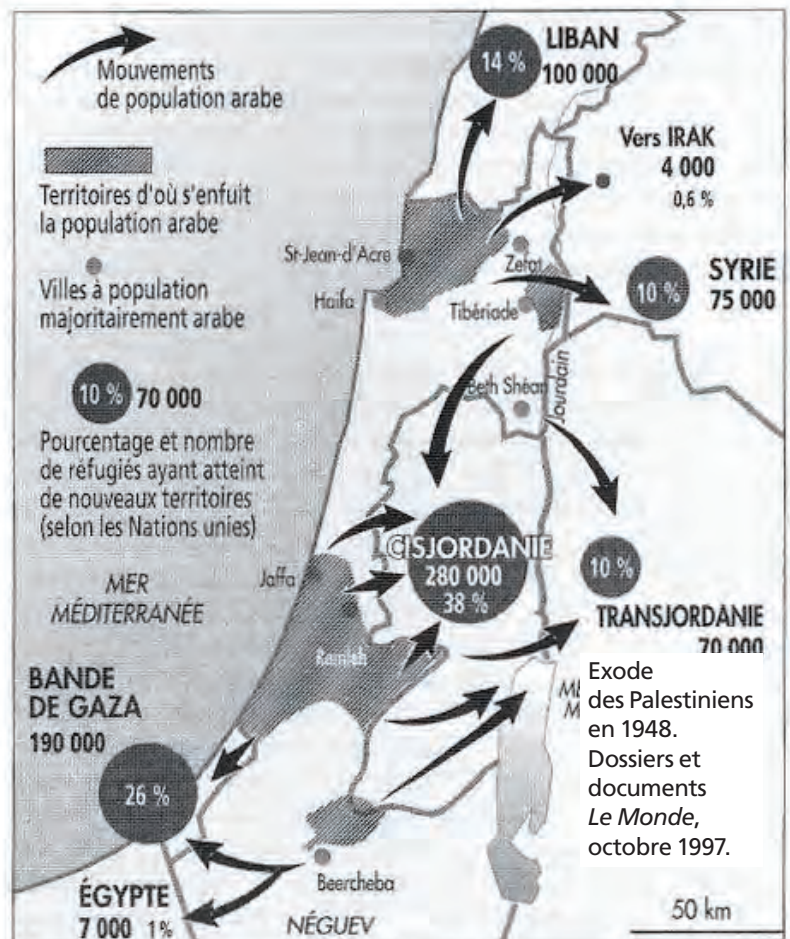 Mouvements
de population arabe
Territoires d'où s'enfuit
la population arabe
Villes à population
majoritairement arabe
10 % 70 000
Pourcentage et nombre
de réfugiés ayant atteint
de nouveaux territoires
(selon les Nations unies)
LIBAN
14 % 100 000
Vers IRAK
4 000
0,6 %
St-Jean-d'Acre
Zefat
SYRIE
10 % 75 000
Haïfa
Tibériade
Jourdain
Beth Shéan
CISJORDANIE
280 000
38 %
Jaffa
10 %
TRANSJORDANIE
70 000
MER
MÉDITERRANÉE
Ramleh
BANDE
DE GAZA
190 000
26 %
Exode
des Palestiniens
en 1948.
Dossiers et
documents
Le Monde,
octobre 1997.
Beercheba
ÉGYPTE
7 000 1%
NÉGUEV
50 km